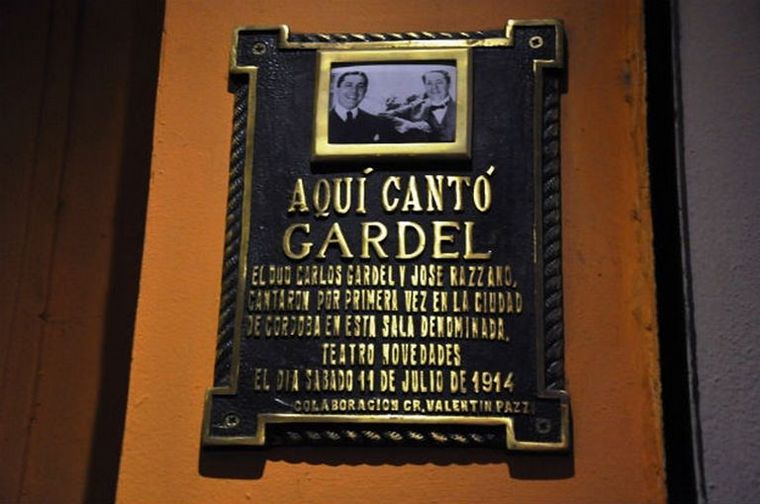 AQUÍ CANTÓ
GARDEL
EL DUO CARLOS GARDEL Y JOSE RAZZANO,
CANTARON POR PRIMERA VEZ EN LA CIUDAD
DE CORDOBA EN ESTA SALA DENOMINADA,
TEATRO NOVEDADES
EL DIA SABADO 11 DE JULIO DE 1914
COLABORACION CR. VALENTIN PAZZI